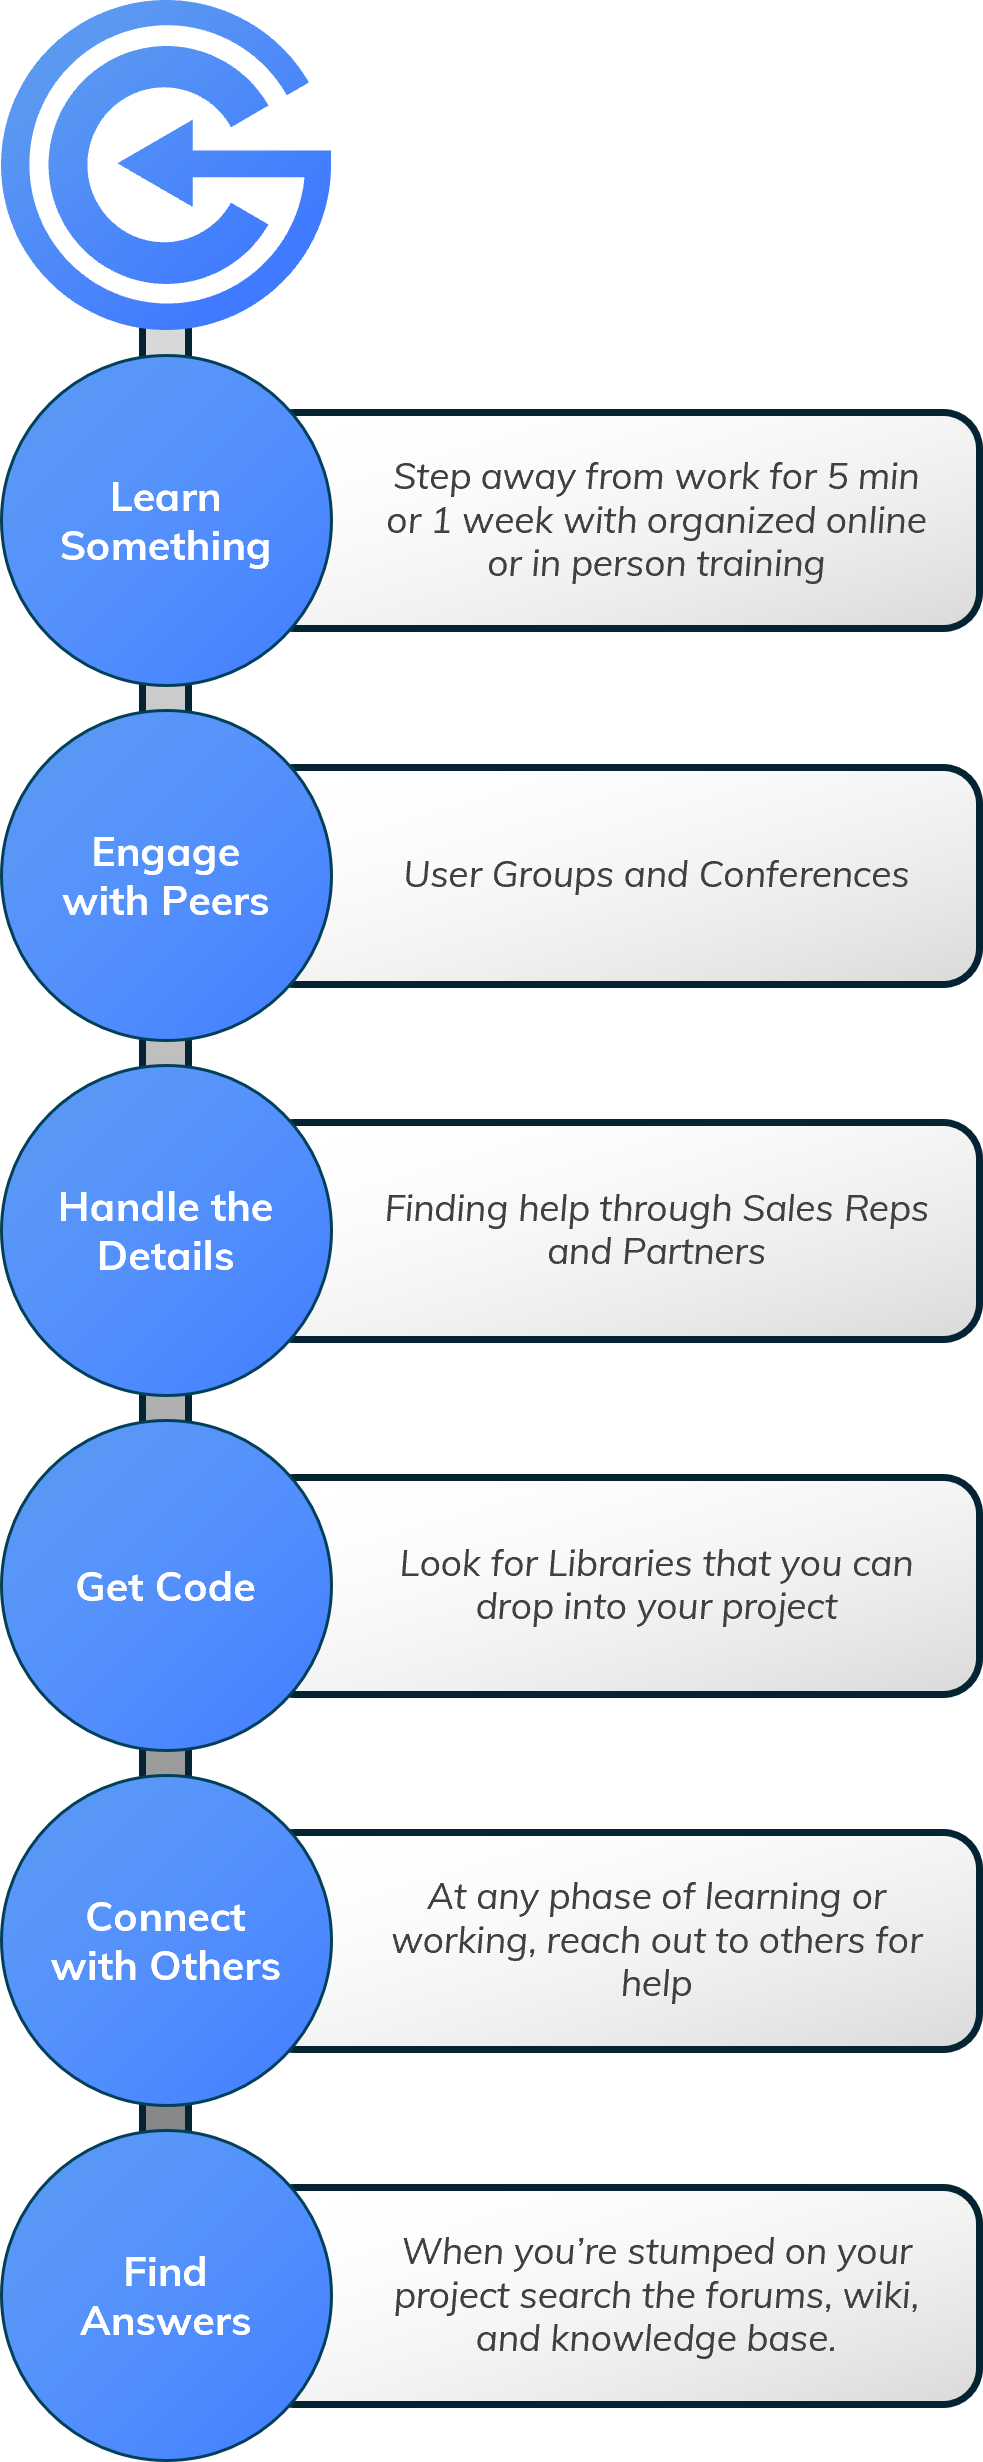 Learn
Something
Step away from work for 5 min
or 1 week with organized online
or in person training
Engage
with Peers
User Groups and Conferences
Handle the
Details
Finding help through Sales Reps
and Partners
Get Code
Look for Libraries that you can
drop into your project
Connect
with Others
At any phase of learning or
working, reach out to others for
help
Find
Answers
When you’re stumped on your
project search the forums, wiki,
and knowledge base.